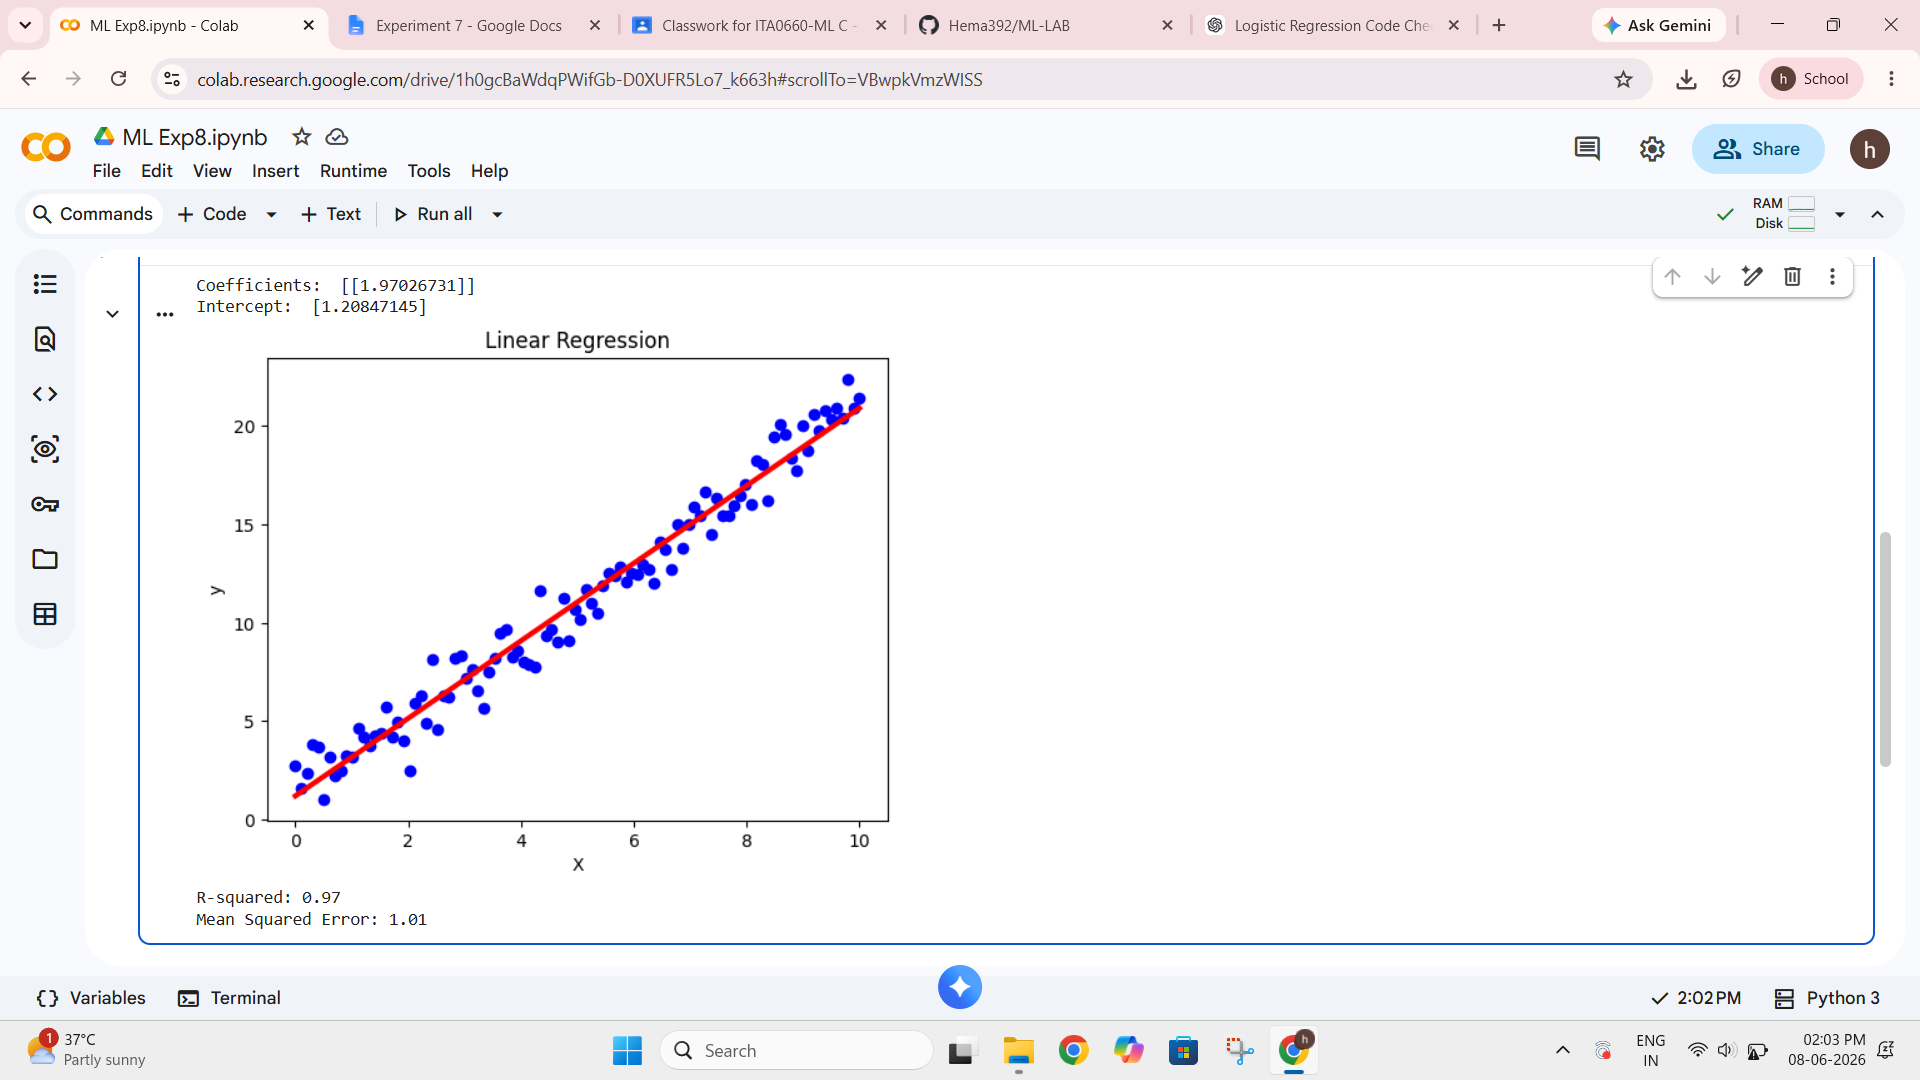 ML Exp8.ipynb - Colab
Experiment 7 - Google Docs
Classwork for ITA0660-ML C -
Hema392/ML-LAB
Logistic Regression Code Che
Ask Gemini
colab.research.google.com/drive/1h0gcBaWdqPWifGb-D0XUFR5Lo7_k663h#scrollTo=VBwpkVmzWISS
h School
ML Exp8.ipynb
File Edit View Insert Runtime Tools Help
Share
h
Commands + Code + Text Run all
RAM
Disk
Coefficients: [[1.97026731]]
Intercept: [1.20847145]
Linear Regression
20
15
10
5
0
y
0 2 4 6 8 10
X
R-squared: 0.97
Mean Squared Error: 1.01
Variables Terminal
2:02 PM Python 3
1
37°C
Partly sunny
Search
h
ENG
IN
02:03 PM
08-06-2026